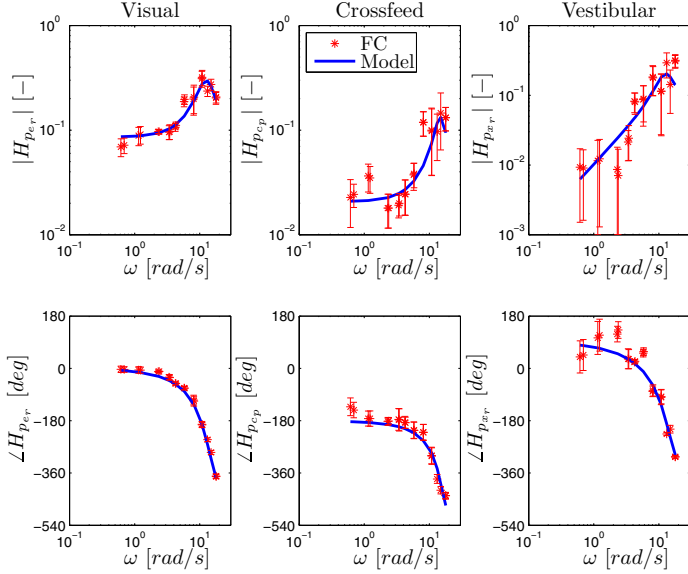 Visual Crossfeed Vestibular
FC
Model
|H_{p_{e_r}}| [−]
10^0
10^{-1}
10^{-2}
10^{-1} 10^0 10^1
ω [rad/s]
|H_{p_{c_p}}| [−]
10^0
10^{-1}
10^{-2}
10^{-1} 10^0 10^1
ω [rad/s]
|H_{p_{x_r}}| [−]
10^0
10^{-1}
10^{-2}
10^{-3}
10^{-1} 10^0 10^1
ω [rad/s]
∠H_{p_{e_r}} [deg]
180
0
−180
−360
−540
10^{-1} 10^0 10^1
ω [rad/s]
∠H_{p_{c_p}} [deg]
180
0
−180
−360
−540
10^{-1} 10^0 10^1
ω [rad/s]
∠H_{p_{x_r}} [deg]
180
0
−180
−360
−540
10^{-1} 10^0 10^1
ω [rad/s]